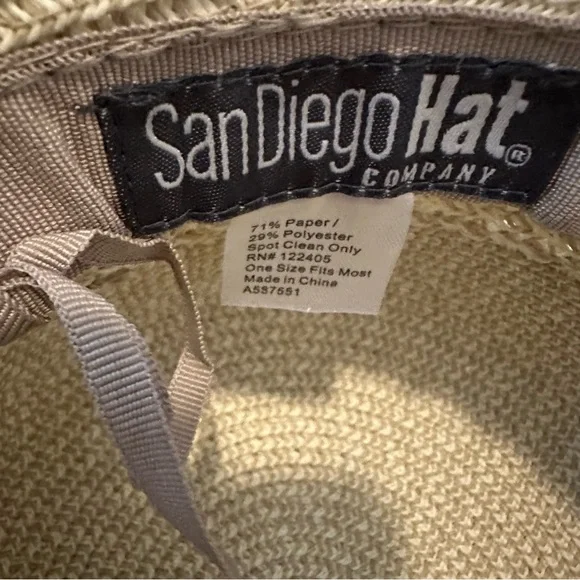 San Diego Hat®
COMPANY
71% Paper /
29% Polyester
Spot Clean Only
RN# 122405
One Size Fits Most
Made in China
A587551